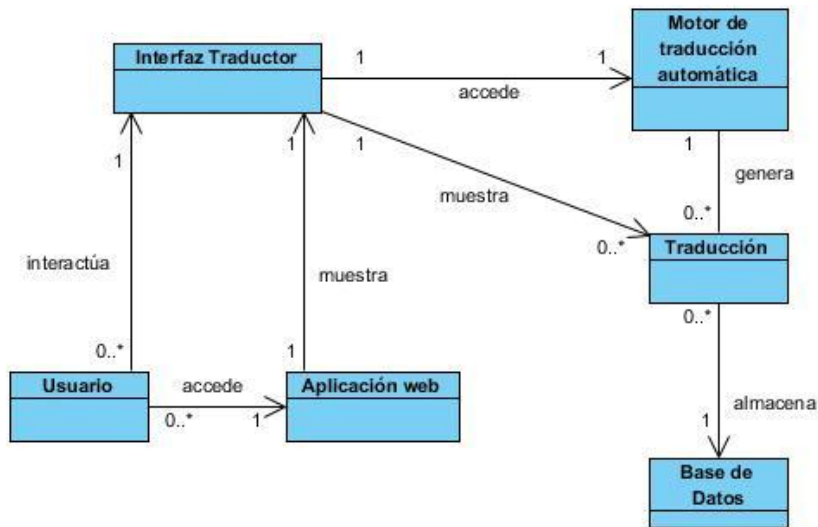 Interfaz Traductor
Motor de
traducción
automática
1
1
accede
1
1
1
1
muestra
genera
0..*
0..*
Traducción
interactúa
muestra
0..*
0..*
1
Usuario
accede
Aplicación web
0..*
1
almacena
1
Base de
Datos